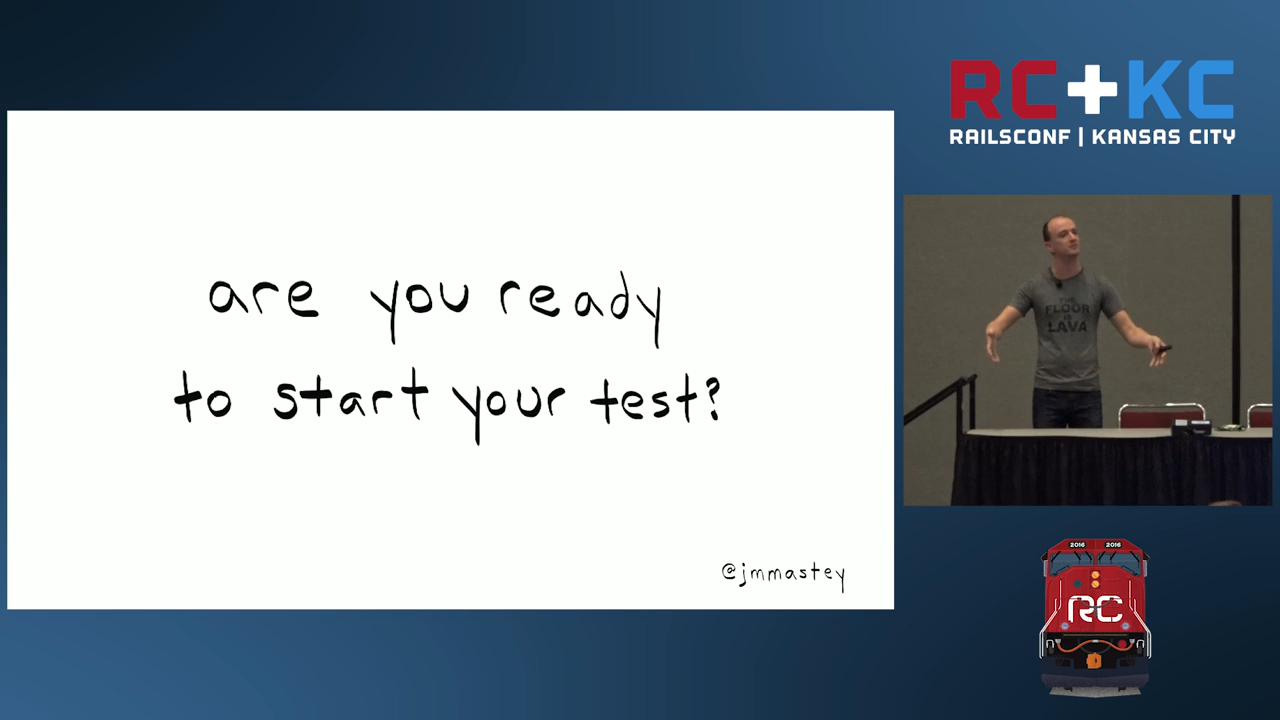 are you ready
to start your test?
@jmmastey
RC+KC
RAILSCONF | KANSAS CITY
THE
FLOOR
IS
LAVA
2016 2016
RC